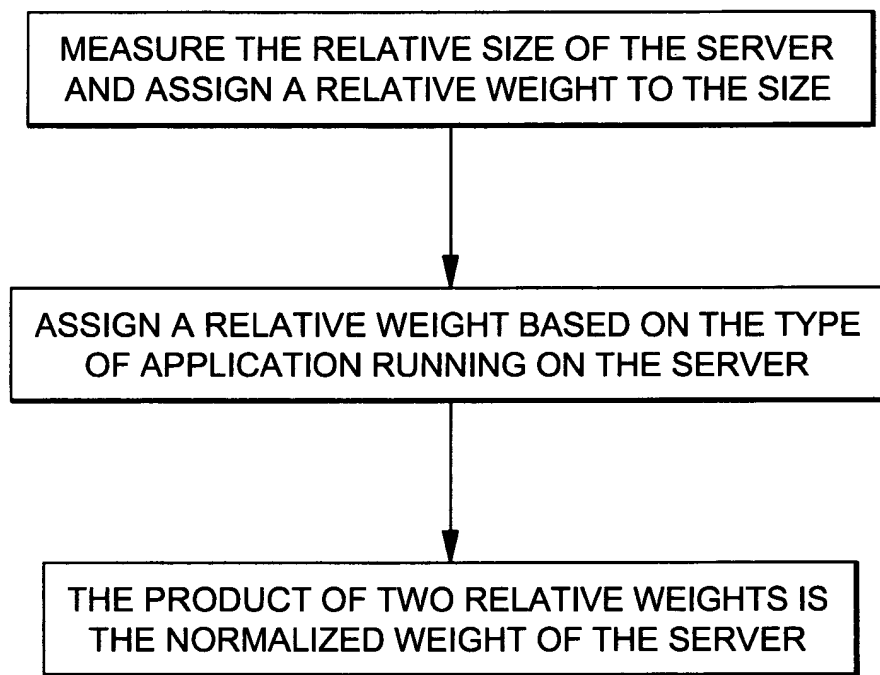 MEASURE THE RELATIVE SIZE OF THE SERVER
AND ASSIGN A RELATIVE WEIGHT TO THE SIZE
ASSIGN A RELATIVE WEIGHT BASED ON THE TYPE
OF APPLICATION RUNNING ON THE SERVER
THE PRODUCT OF TWO RELATIVE WEIGHTS IS
THE NORMALIZED WEIGHT OF THE SERVER